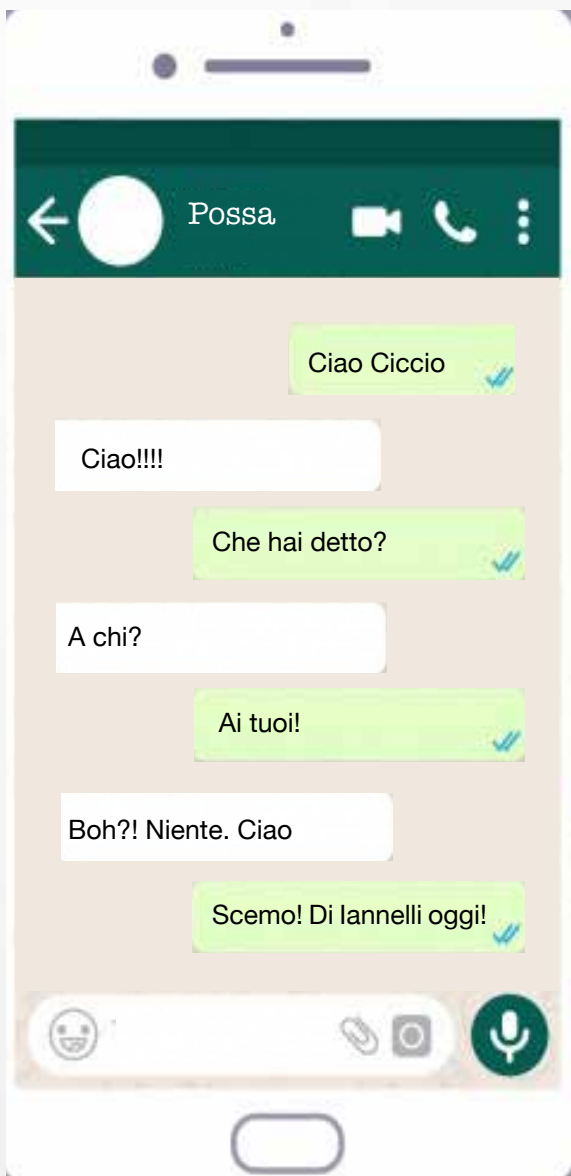 Possa
Ciao Ciccio
Ciao!!!!
Che hai detto?
A chi?
Ai tuoi!
Boh?! Niente. Ciao
Scemo! Di Iannelli oggi!